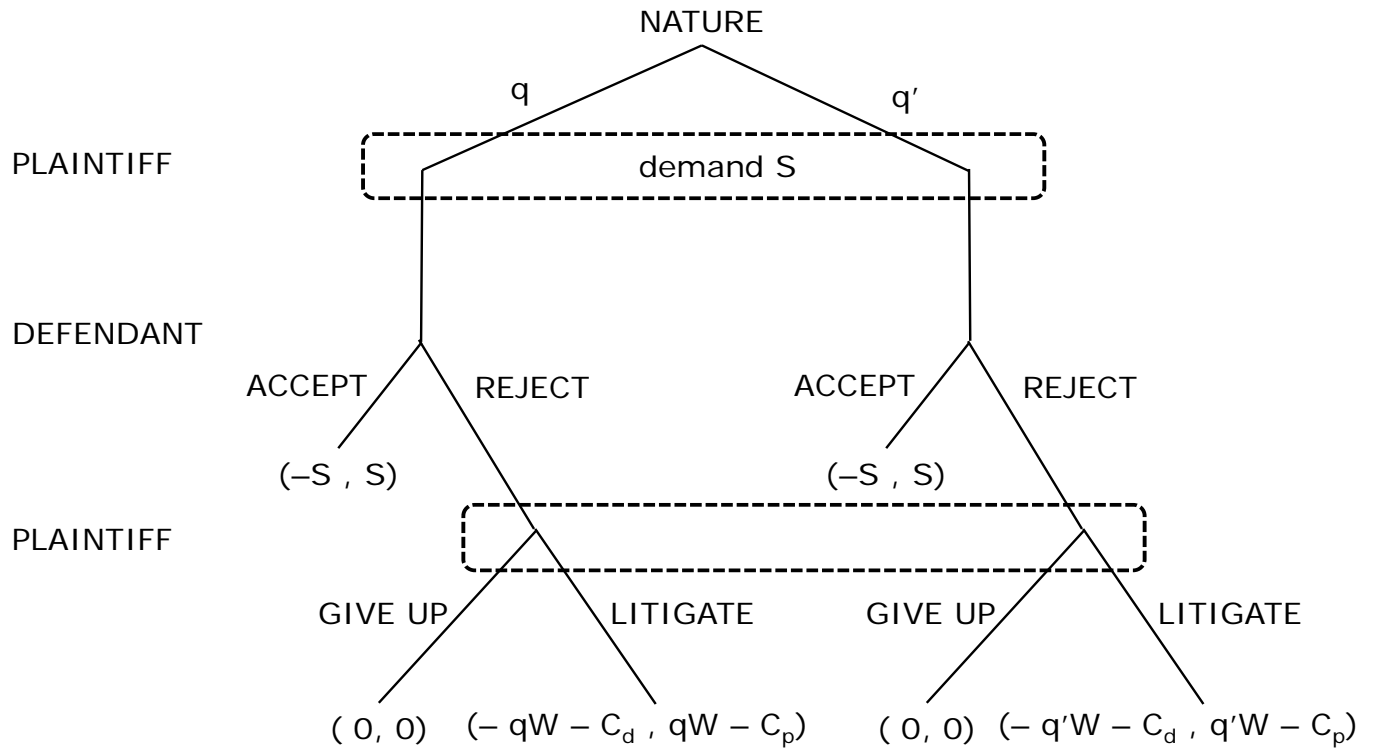 NATURE
q q'
PLAINTIFF demand S
DEFENDANT
ACCEPT REJECT ACCEPT REJECT
(–S , S) (–S , S)
PLAINTIFF
GIVE UP LITIGATE GIVE UP LITIGATE
( 0, 0) (– qW – Cd , qW – Cp) ( 0, 0) (– q'W – Cd , q'W – Cp)